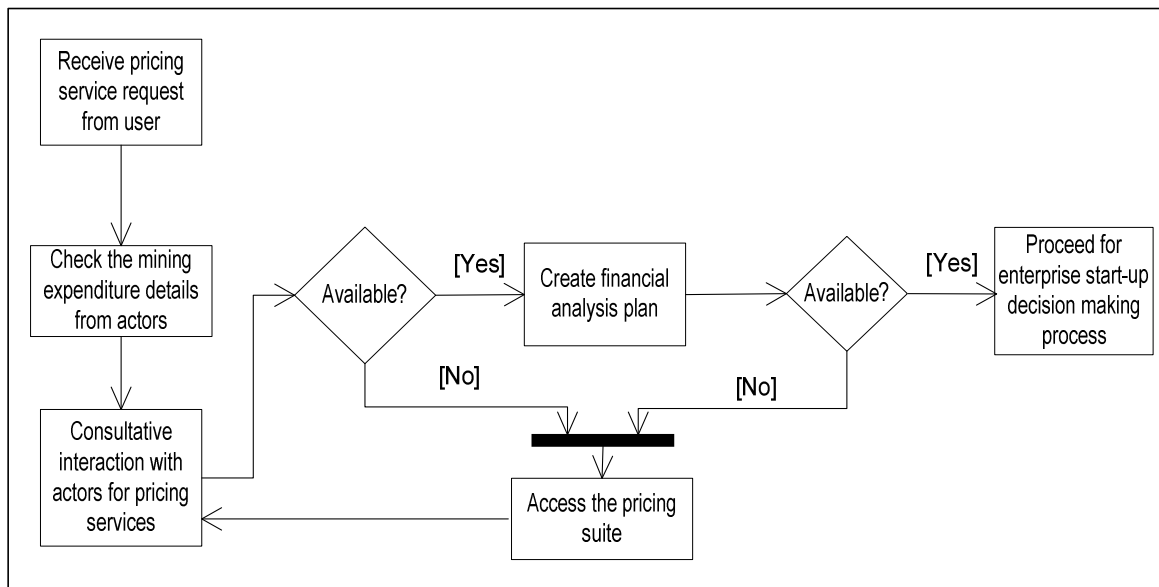 Receive pricing
service request
from user
Check the mining
expenditure details
from actors
Consultative
interaction with
actors for pricing
services
Available?
[Yes]
[No]
Create financial
analysis plan
Available?
[Yes]
[No]
Proceed for
enterprise start-up
decision making
process
Access the pricing
suite